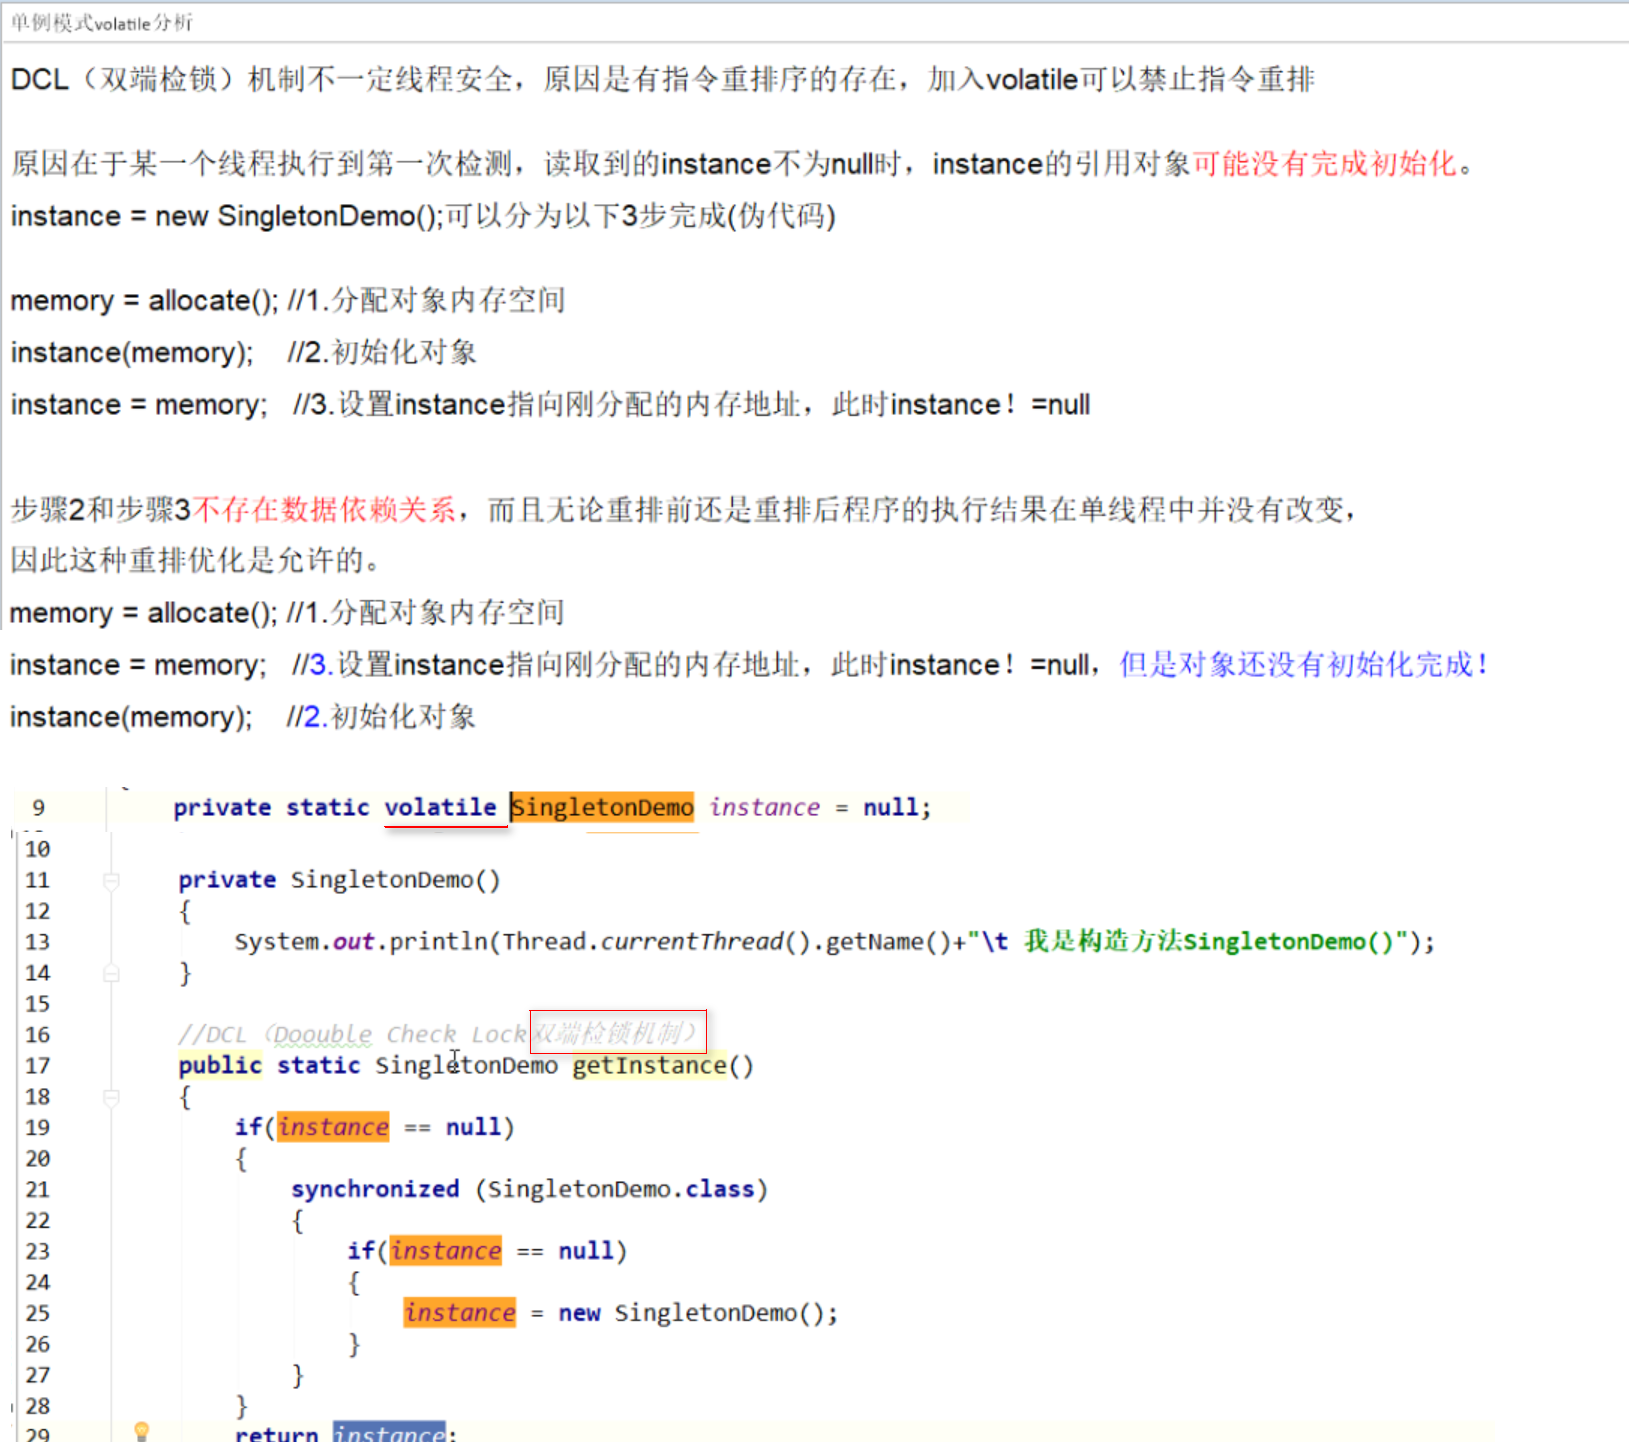 单例模式volatile分析
DCL（双端检锁）机制不一定线程安全，原因是有指令重排序的存在，加入volatile可以禁止指令重排
原因在于某一个线程执行到第一次检测，读取到的instance不为null时，instance的引用对象可能没有完成初始化。
instance = new SingletonDemo();可以分为以下3步完成(伪代码)
memory = allocate(); //1.分配对象内存空间
instance(memory); //2.初始化对象
instance = memory; //3.设置instance指向刚分配的内存地址，此时instance！=null
步骤2和步骤3不存在数据依赖关系，而且无论重排前还是重排后程序的执行结果在单线程中并没有改变，
因此这种重排优化是允许的。
memory = allocate(); //1.分配对象内存空间
instance = memory; //3.设置instance指向刚分配的内存地址，此时instance！=null，但是对象还没有初始化完成！
instance(memory); //2.初始化对象
9 private static volatile SingletonDemo instance = null;
10
11 private SingletonDemo()
12 {
13 System.out.println(Thread.currentThread().getName()+"\t 我是构造方法SingletonDemo()");
14 }
15
16 //DCL（Doouble Check Lock双端检锁机制）
17 public static SingletonDemo getInstance()
18 {
19 if(instance == null)
20 {
21 synchronized (SingletonDemo.class)
22 {
23 if(instance == null)
24 {
25 instance = new SingletonDemo();
26 }
27 }
28 }
29 return instance;